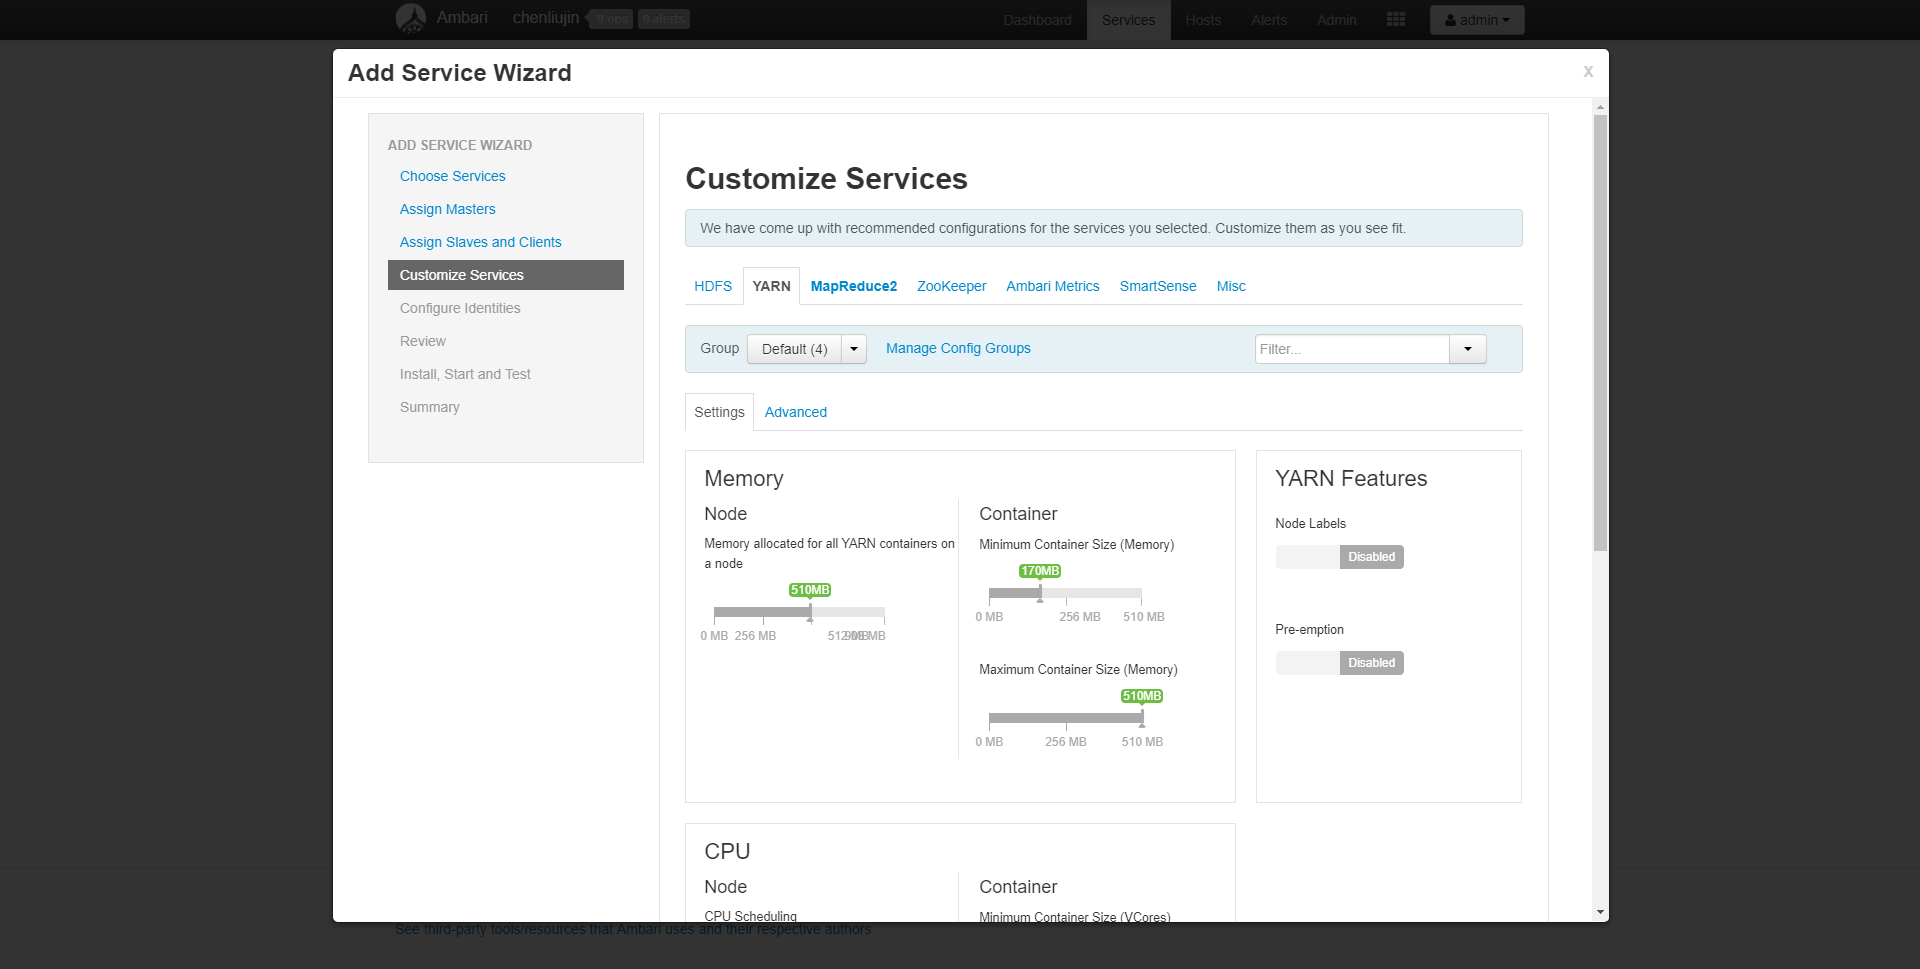 Ambari chenliujin 0 ops 0 alerts Dashboard Services Hosts Alerts Admin admin
Add Service Wizard x
ADD SERVICE WIZARD
Choose Services
Assign Masters
Assign Slaves and Clients
Customize Services
Configure Identities
Review
Install, Start and Test
Summary
Customize Services
We have come up with recommended configurations for the services you selected. Customize them as you see fit.
HDFS YARN MapReduce2 ZooKeeper Ambari Metrics SmartSense Misc
Group Default (4) Manage Config Groups Filter...
Settings Advanced
Memory
Node
Memory allocated for all YARN containers on
a node
510MB
0 MB 256 MB 512 MB
Container
Minimum Container Size (Memory)
170MB
0 MB 256 MB 510 MB
Maximum Container Size (Memory)
510MB
0 MB 256 MB 510 MB
YARN Features
Node Labels
Disabled
Pre-emption
Disabled
CPU
Node
CPU Scheduling
Container
Minimum Container Size (VCores)
See third-party tools/resources that Ambari uses and their respective authors